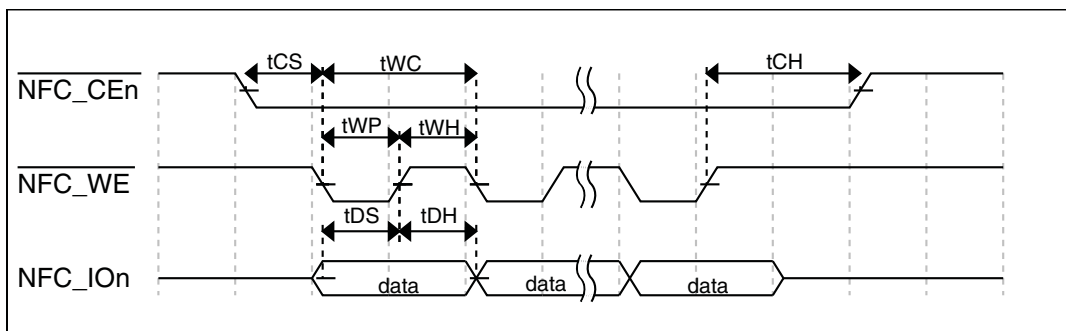 tCS tWC tCH
NFC_CEn
tWP tWH
NFC_WE
tDS tDH
NFC_IOn data data data